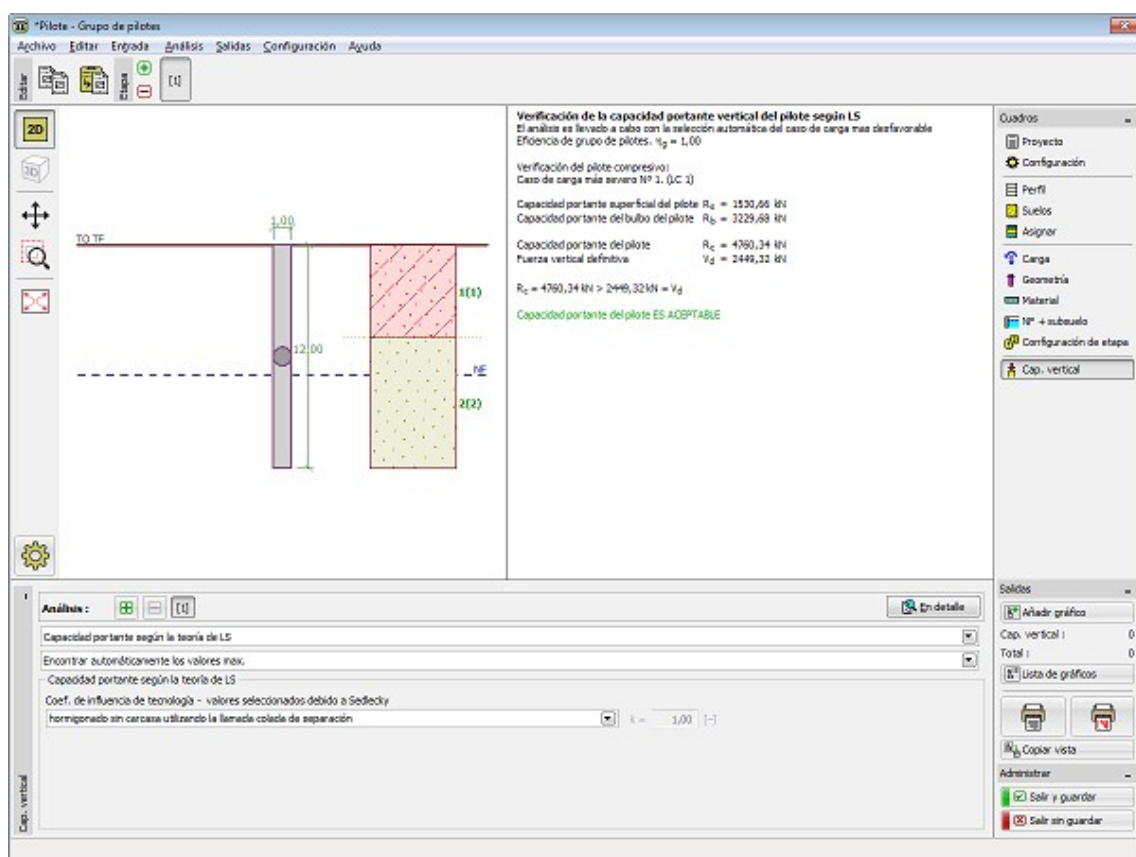 *Pilote - Grupo de pilotes
Archivo Editar Entrada Análisis Salidas Configuración Ayuda
Editar
Etapa
[1]
2D
3D
TO TF
1,00
12,00
1(1)
NF
2(2)
Verificación de la capacidad portante vertical del pilote según LS
El análisis es llevado a cabo con la selección automática del caso de carga mas desfavorable
Eficiencia de grupo de pilotes. ηg = 1,00
Verificación del pilote compresivo:
Caso de carga más severo Nº 1. (LC 1)
Capacidad portante superficial del pilote Rs = 1530,66 kN
Capacidad portante del bulbo del pilote Rb = 3229,68 kN
Capacidad portante del pilote Rc = 4760,34 kN
Fuerza vertical definitiva Vd = 2449,32 kN
Rc = 4760,34 kN > 2449,32 kN = Vd
Capacidad portante del pilote ES ACEPTABLE
Cuadros
Proyecto
Configuración
Perfil
Suelos
Asignar
Carga
Geometría
Material
Nº + subsuelo
Configuración de etapa
Cap. vertical
Análisis :
[1]
En detalle
Capacidad portante según la teoría de LS
Encontrar automáticamente los valores max.
Capacidad portante según la teoría de LS
Coef. de influencia de tecnología - valores seleccionados debido a Sedlecky
hormigonado sin carcasa utilizando la llamada colada de separación
k = 1,00 [-]
Cap. vertical
Salidas
Añadir gráfico
Cap. vertical : 0
Total : 0
Lista de gráficos
Copiar vista
Administrar
Salir y guardar
Salir sin guardar